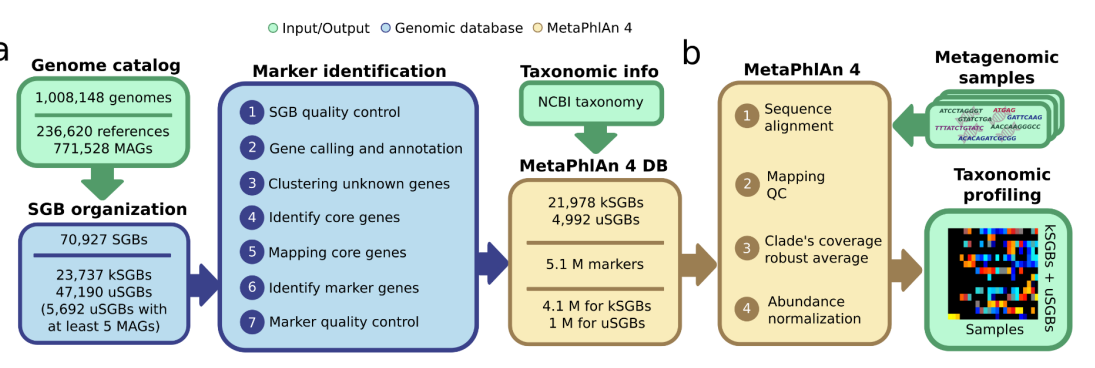 Input/Output Genomic database MetaPhlAn 4
a
Genome catalog
1,008,148 genomes
236,620 references
771,528 MAGs
SGB organization
70,927 SGBs
23,737 kSGBs
47,190 uSGBs
(5,692 uSGBs with
at least 5 MAGs)
Marker identification
1 SGB quality control
2 Gene calling and annotation
3 Clustering unknown genes
4 Identify core genes
5 Mapping core genes
6 Identify marker genes
7 Marker quality control
Taxonomic info
NCBI taxonomy
MetaPhlAn 4 DB
21,978 kSGBs
4,992 uSGBs
5.1 M markers
4.1 M for kSGBs
1 M for uSGBs
b
MetaPhlAn 4
1 Sequence
alignment
2 Mapping
QC
3 Clade's coverage
robust average
4 Abundance
normalization
Metagenomic
samples
ATCCTAGGGT ATGAG
GTATCTGA GATTCAAG
TTTATCTGTATC AACCAAGGGCC
ACACAGATCGCGG
Taxonomic
profiling
kSGBs + uSGBs
Samples